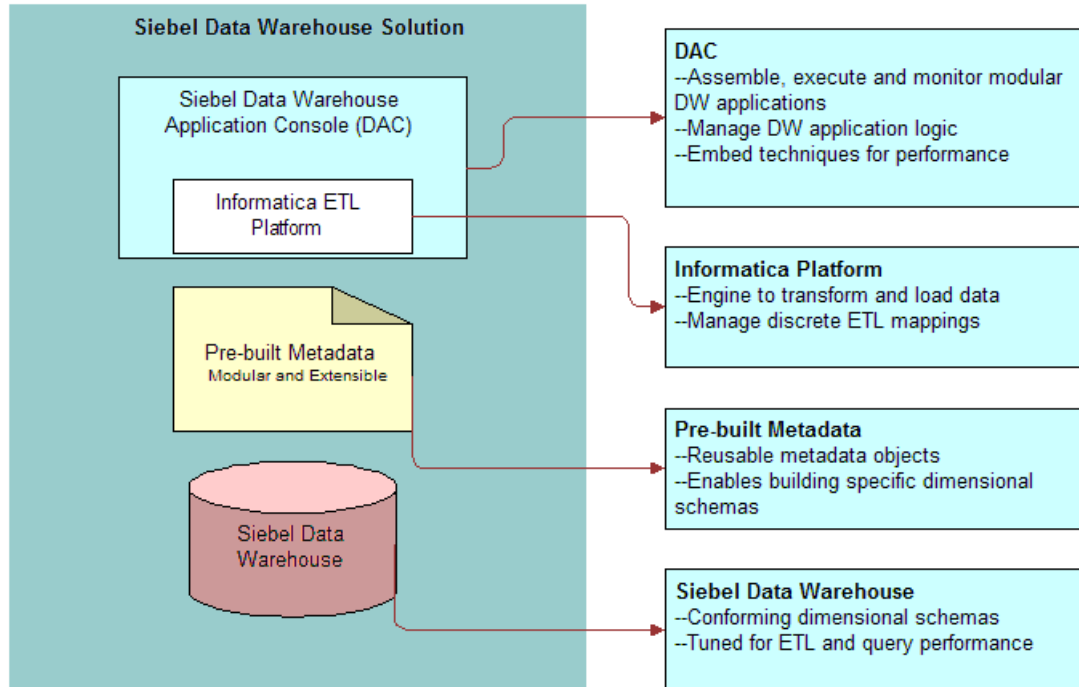 Siebel Data Warehouse Solution
Siebel Data Warehouse
Application Console (DAC)
Informatica ETL
Platform
Pre-built Metadata
Modular and Extensible
Siebel Data
Warehouse
DAC
--Assemble, execute and monitor modular
DW applications
--Manage DW application logic
--Embed techniques for performance
Informatica Platform
--Engine to transform and load data
--Manage discrete ETL mappings
Pre-built Metadata
--Reusable metadata objects
--Enables building specific dimensional
schemas
Siebel Data Warehouse
--Conforming dimensional schemas
--Tuned for ETL and query performance